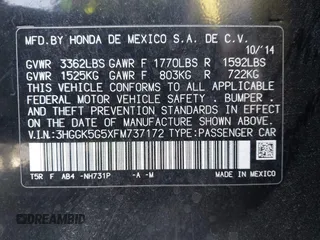 MFD.BY HONDA DE MEXICO S.A. DE C.V.
10/'14
GVWR 3362LBS GAWR F 1770LBS R 1592LBS
GVWR 1525KG GAWR F 803KG R 722KG
THIS VEHICLE CONFORMS TO ALL APPLICABLE
FEDERAL MOTOR VEHICLE SAFETY, BUMPER, AND
THEFT PREVENTION STANDARDS IN EFFECT ON THE
DATE OF MANUFACTURE SHOWN ABOVE.
V.I.N:3HGGK5G5XFM737172 TYPE:PASSENGER CAR
T5R F AB4 -NH731P -A -M
MADE IN MEXICO
DREAMBID